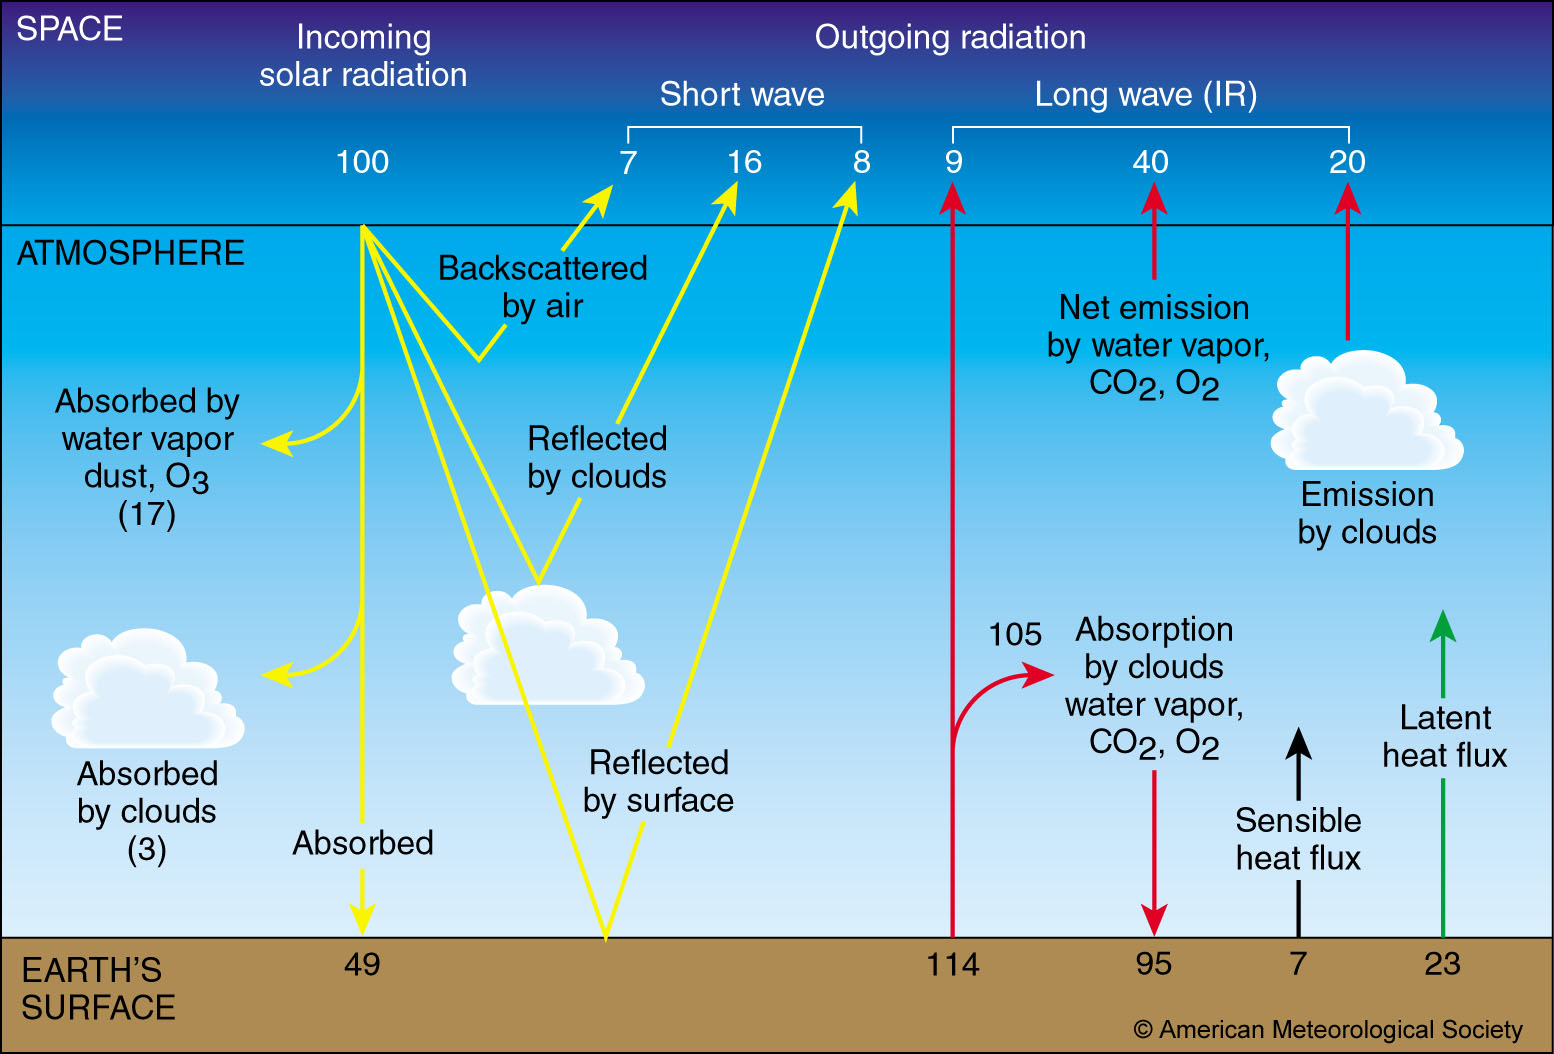 SPACE
Incoming
solar radiation
Outgoing radiation
Short wave
Long wave (IR)
100
7
16
8
9
40
20
ATMOSPHERE
Backscattered
by air
Net emission
by water vapor,
CO2, O2
Absorbed by
water vapor
dust, O3
(17)
Reflected
by clouds
Emission
by clouds
105
Absorption
by clouds
water vapor,
CO2, O2
Latent
heat flux
Absorbed
by clouds
(3)
Reflected
by surface
Sensible
heat flux
Absorbed
EARTH'S
SURFACE
49
114
95
7
23
© American Meteorological Society